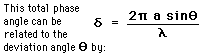 This total phase
angle can be
related to the
deviation angle θ by:
δ = 2π a sinθ / λ